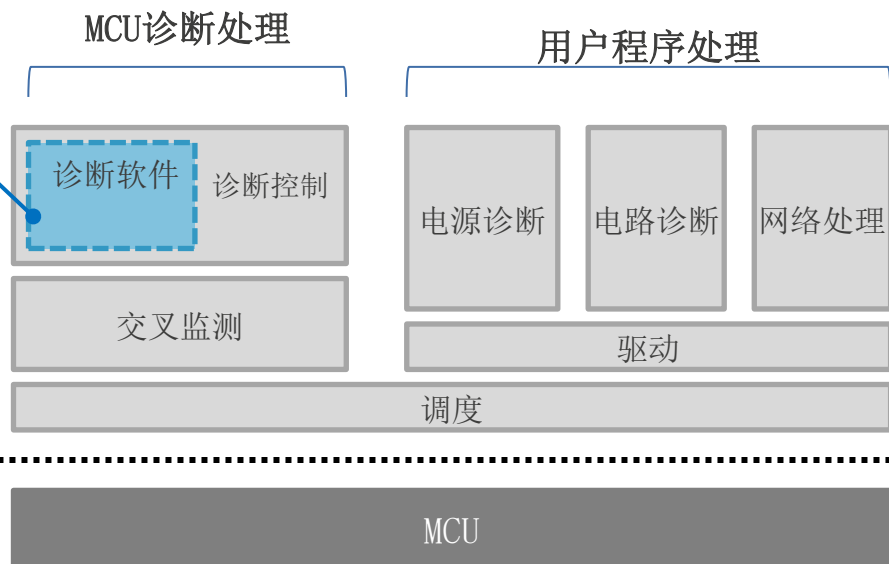 MCU诊断处理
用户程序处理
诊断软件
诊断控制
电源诊断
电路诊断
网络处理
交叉监测
驱动
调度
MCU